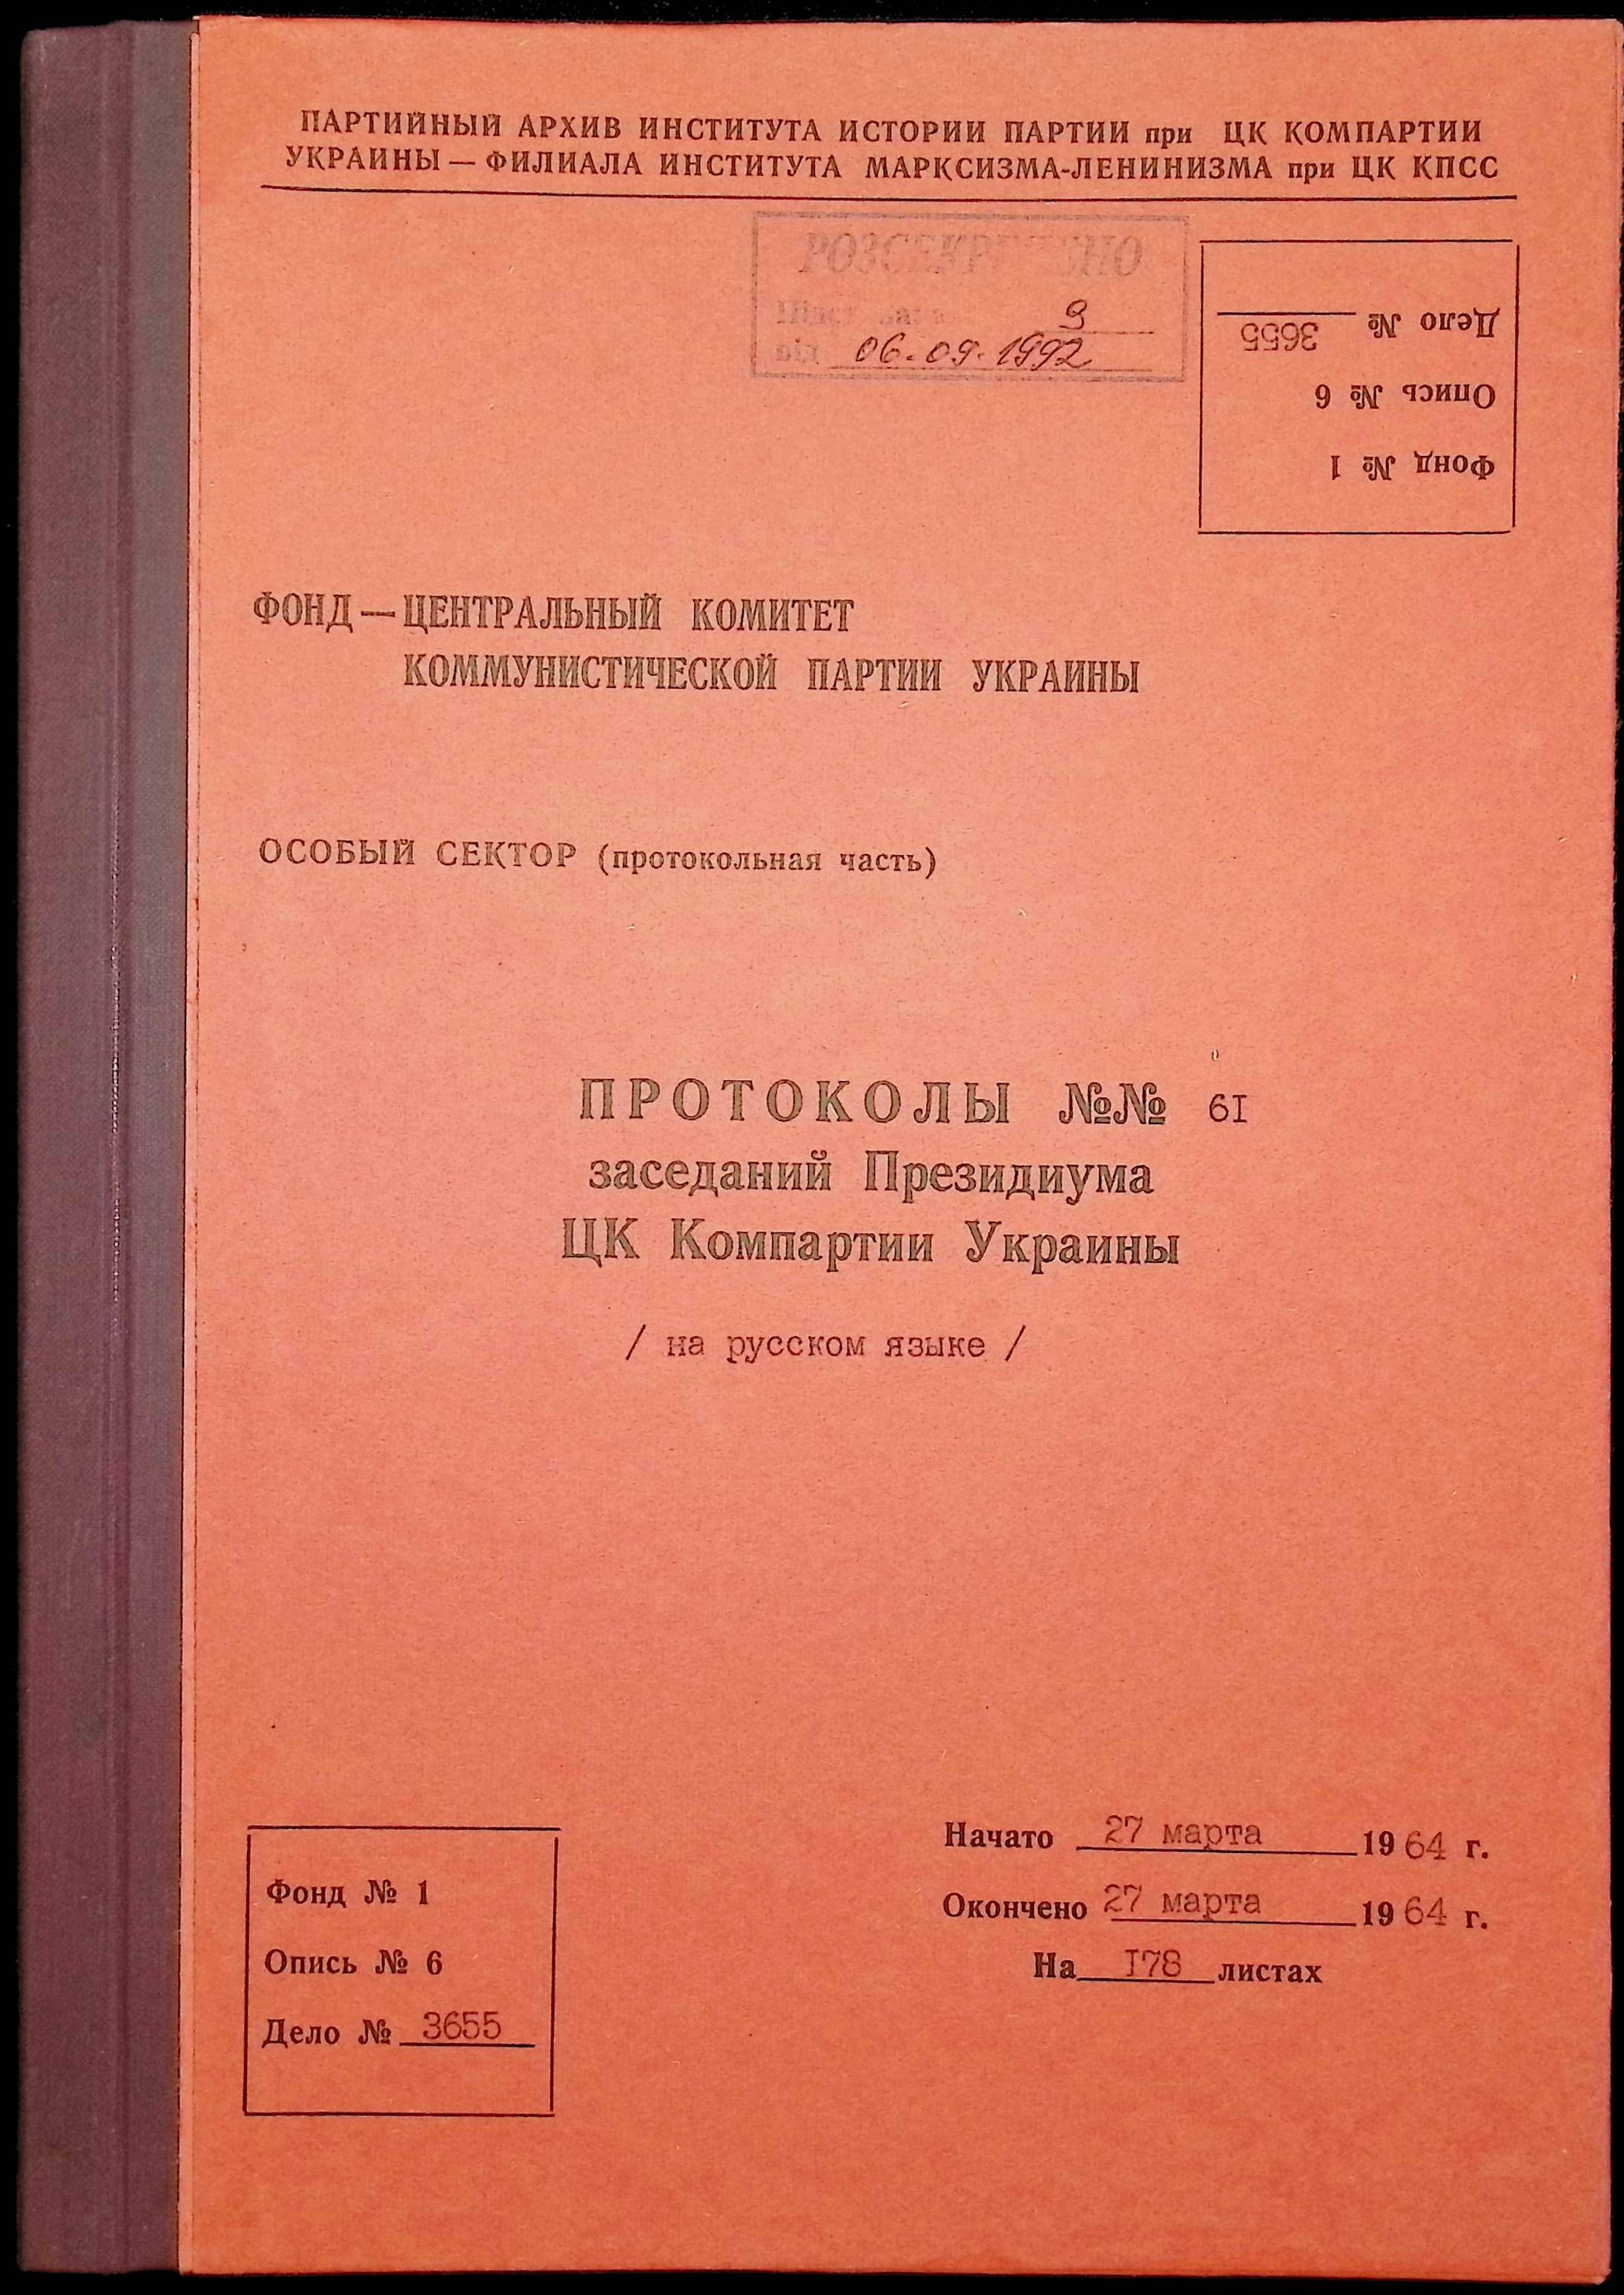 ПАРТИЙНЫЙ АРХИВ ИНСТИТУТА ИСТОРИИ ПАРТИИ при ЦК КОМПАРТИИ
УКРАИНЫ — ФИЛИАЛА ИНСТИТУТА МАРКСИЗМА-ЛЕНИНИЗМА при ЦК КПСС
РОЗСЕКРЕЧЕНО
9
від 06.09.1992
Дело № 3655
Опись № 6
Фонд № 1
ФОНД — ЦЕНТРАЛЬНЫЙ КОМИТЕТ
КОММУНИСТИЧЕСКОЙ ПАРТИИ УКРАИНЫ
ОСОБЫЙ СЕКТОР (протокольная часть)
ПРОТОКОЛЫ №№ 6I
заседаний Президиума
ЦК Компартии Украины
/ на русском языке /
Начато 27 марта 1964 г.
Окончено 27 марта 1964 г.
На I78 листах
Фонд № 1
Опись № 6
Дело № 3655